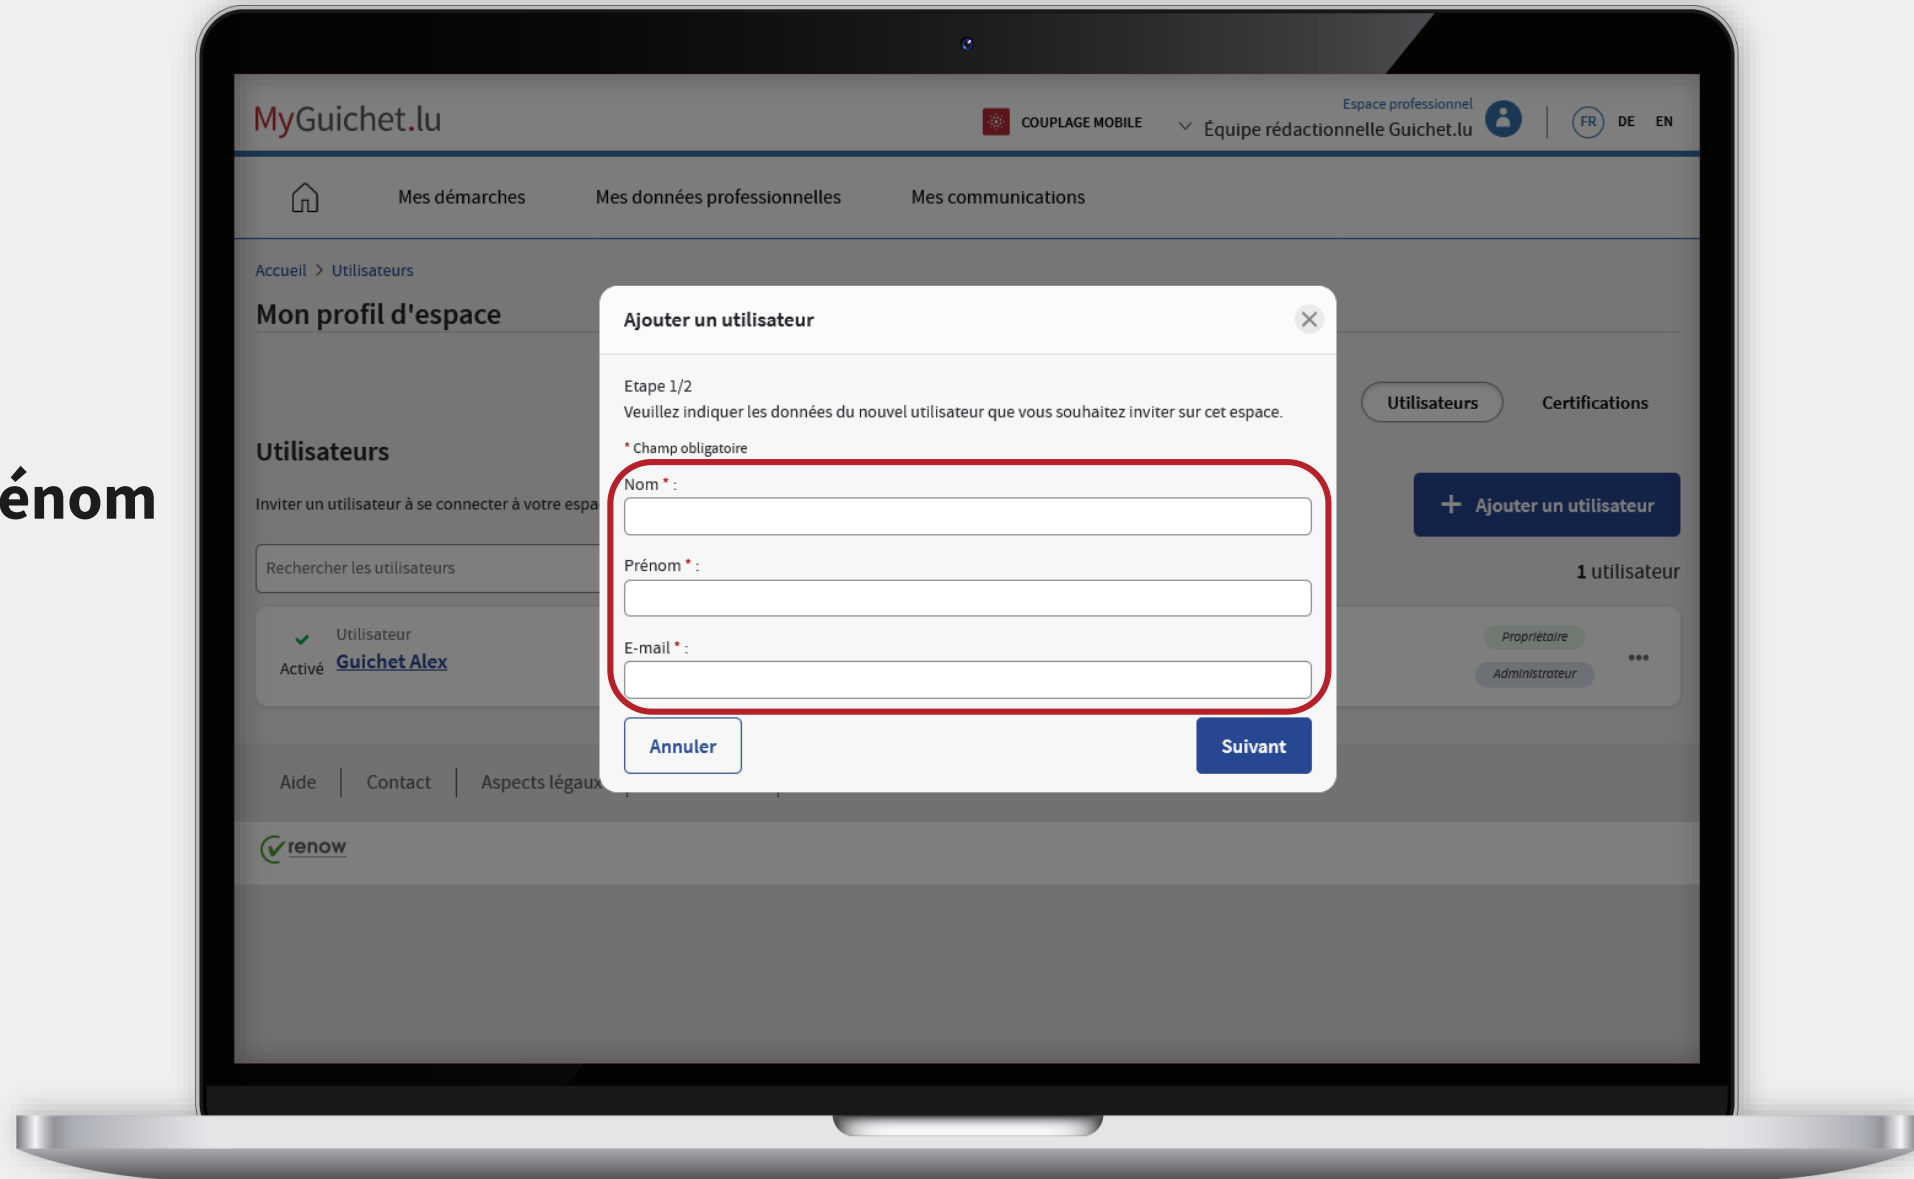 MyGuichet.lu
COUPLAGE MOBILE
Espace professionnel
Équipe rédactionnelle Guichet.lu
FR DE EN
Mes démarches Mes données professionnelles Mes communications
Accueil > Utilisateurs
Mon profil d'espace
Utilisateurs Certifications
Utilisateurs
Inviter un utilisateur à se connecter à votre espa
+ Ajouter un utilisateur
Rechercher les utilisateurs
1 utilisateur
Utilisateur
Activé Guichet Alex
Propriétaire
Administrateur
Aide Contact Aspects légaux
renow
énom
Ajouter un utilisateur
Etape 1/2
Veuillez indiquer les données du nouvel utilisateur que vous souhaitez inviter sur cet espace.
* Champ obligatoire
Nom * :
Prénom * :
E-mail * :
Annuler Suivant